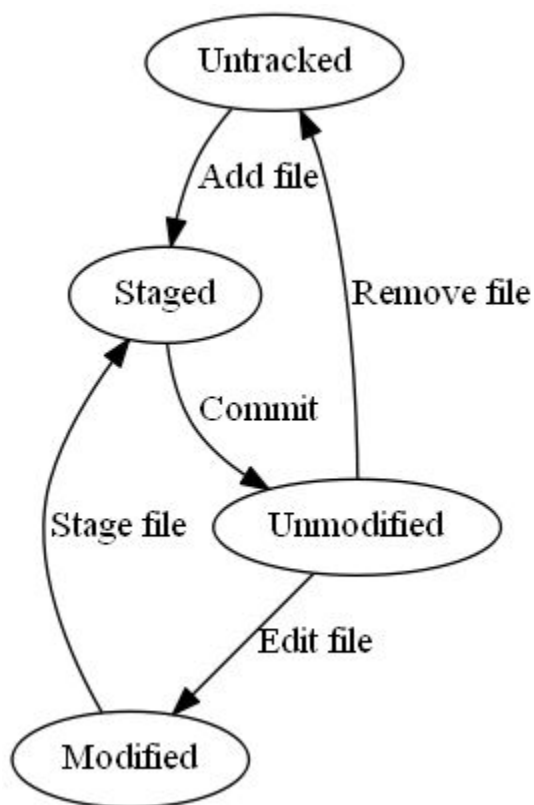 Untracked
Add file
Staged
Remove file
Commit
Stage file
Unmodified
Edit file
Modified